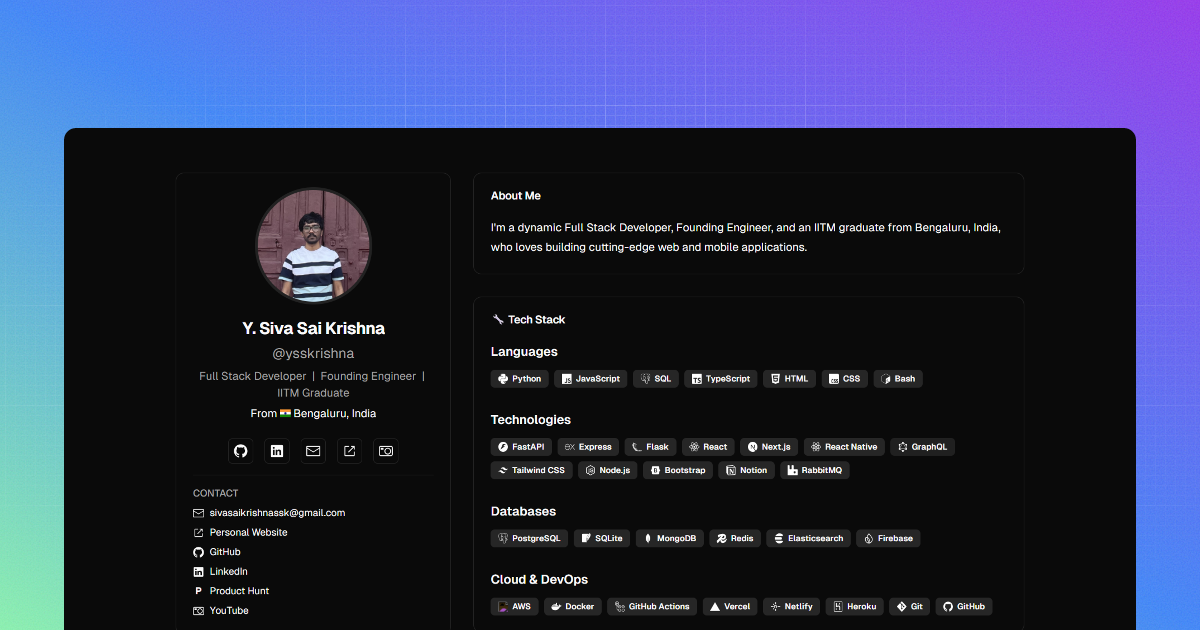 Y. Siva Sai Krishna
@ysskrishna
Full Stack Developer | Founding Engineer |
IITM Graduate
From 🇮🇳 Bengaluru, India
CONTACT
sivasaikrishnassk@gmail.com
Personal Website
GitHub
LinkedIn
Product Hunt
YouTube
About Me
I'm a dynamic Full Stack Developer, Founding Engineer, and an IITM graduate from Bengaluru, India,
who loves building cutting-edge web and mobile applications.
🔧 Tech Stack
Languages
Python JavaScript SQL TypeScript HTML CSS Bash
Technologies
FastAPI Express Flask React Next.js React Native GraphQL
Tailwind CSS Node.js Bootstrap Notion RabbitMQ
Databases
PostgreSQL SQLite MongoDB Redis Elasticsearch Firebase
Cloud & DevOps
AWS Docker GitHub Actions Vercel Netlify Heroku Git GitHub